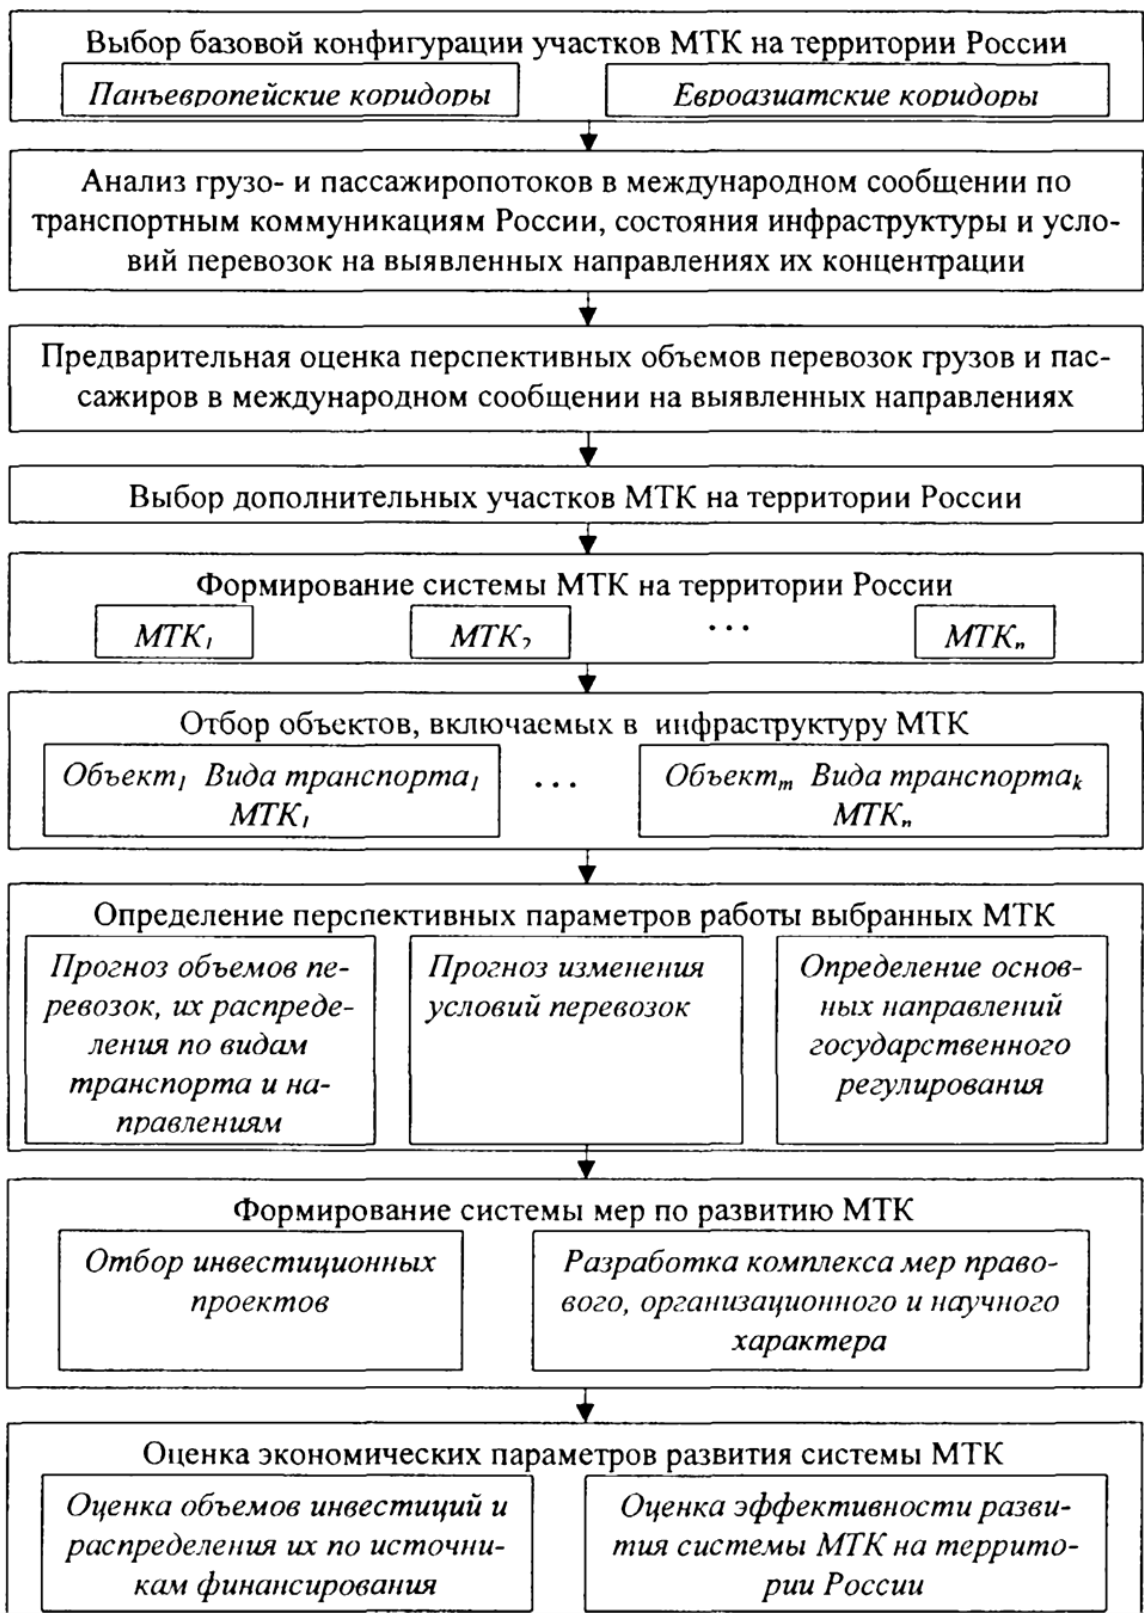 Выбор базовой конфигурации участков МТК на территории России
Панъевропейские коридоры
Евроазиатские коридоры
Анализ грузо- и пассажиропотоков в международном сообщении по
транспортным коммуникациям России, состояния инфраструктуры и усло-
вий перевозок на выявленных направлениях их концентрации
Предварительная оценка перспективных объемов перевозок грузов и пас-
сажиров в международном сообщении на выявленных направлениях
Выбор дополнительных участков МТК на территории России
Формирование системы МТК на территории России
МТК₁
МТК₂
...
МТКₙ
Отбор объектов, включаемых в инфраструктуру МТК
Объект₁ Вида транспорта₁
МТК₁
...
Объектₘ Вида транспортаₖ
МТКₙ
Определение перспективных параметров работы выбранных МТК
Прогноз объемов пе-
ревозок, их распреде-
ления по видам
транспорта и на-
правлениям
Прогноз изменения
условий перевозок
Определение основ-
ных направлений
государственного
регулирования
Формирование системы мер по развитию МТК
Отбор инвестиционных
проектов
Разработка комплекса мер право-
вого, организационного и научного
характера
Оценка экономических параметров развития системы МТК
Оценка объемов инвестиций и
распределения их по источни-
кам финансирования
Оценка эффективности разви-
тия системы МТК на террито-
рии России